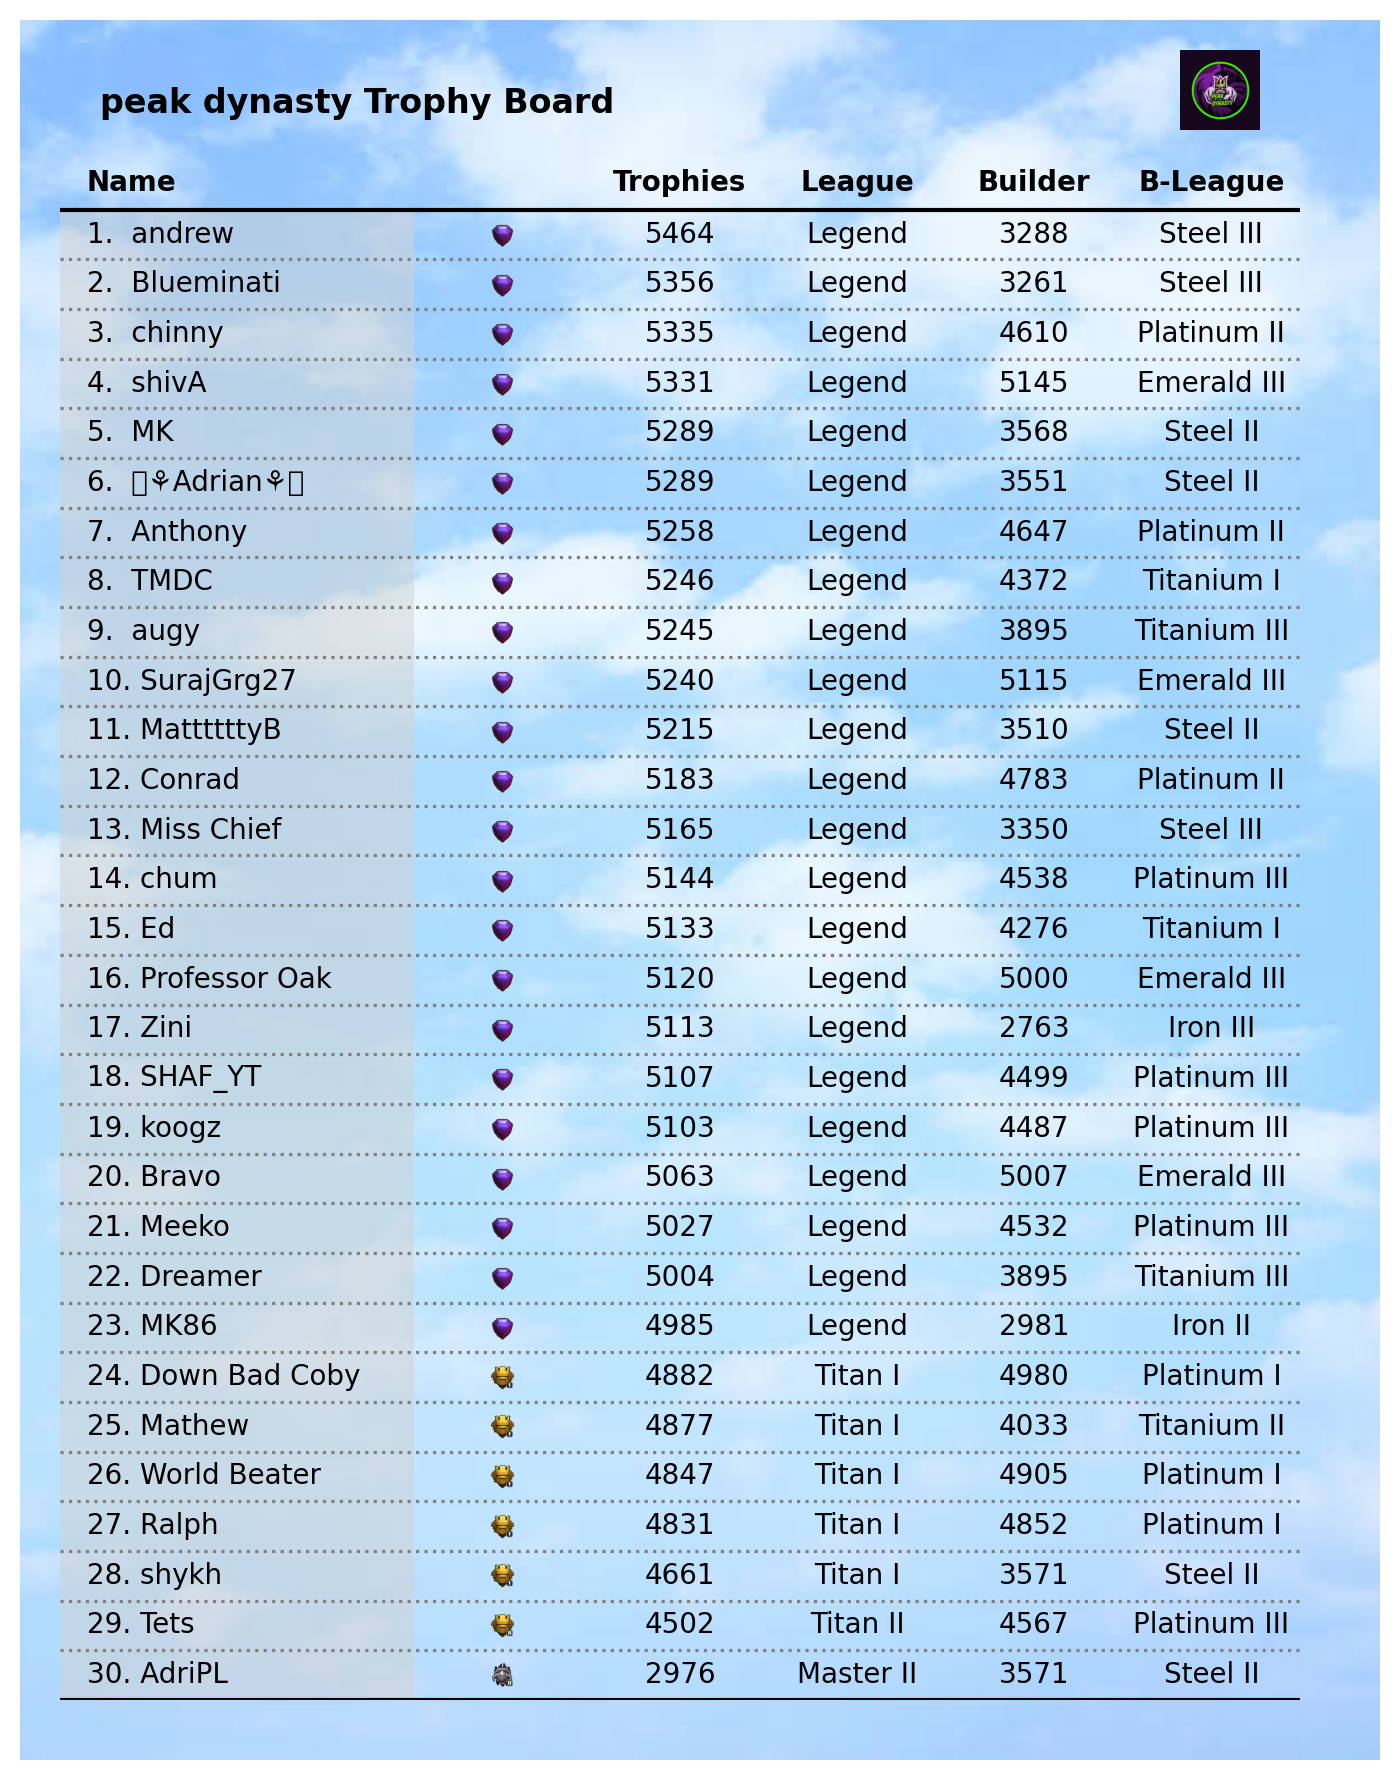 peak dynasty Trophy Board
PEAK DYNASTY
Name Trophies League Builder B-League
1. andrew 5464 Legend 3288 Steel III
2. Blueminati 5356 Legend 3261 Steel III
3. chinny 5335 Legend 4610 Platinum II
4. shivA 5331 Legend 5145 Emerald III
5. MK 5289 Legend 3568 Steel II
6. ⚘Adrian⚘ 5289 Legend 3551 Steel II
7. Anthony 5258 Legend 4647 Platinum II
8. TMDC 5246 Legend 4372 Titanium I
9. augy 5245 Legend 3895 Titanium III
10. SurajGrg27 5240 Legend 5115 Emerald III
11. MattttttyB 5215 Legend 3510 Steel II
12. Conrad 5183 Legend 4783 Platinum II
13. Miss Chief 5165 Legend 3350 Steel III
14. chum 5144 Legend 4538 Platinum III
15. Ed 5133 Legend 4276 Titanium I
16. Professor Oak 5120 Legend 5000 Emerald III
17. Zini 5113 Legend 2763 Iron III
18. SHAF_YT 5107 Legend 4499 Platinum III
19. koogz 5103 Legend 4487 Platinum III
20. Bravo 5063 Legend 5007 Emerald III
21. Meeko 5027 Legend 4532 Platinum III
22. Dreamer 5004 Legend 3895 Titanium III
23. MK86 4985 Legend 2981 Iron II
24. Down Bad Coby 4882 Titan I 4980 Platinum I
25. Mathew 4877 Titan I 4033 Titanium II
26. World Beater 4847 Titan I 4905 Platinum I
27. Ralph 4831 Titan I 4852 Platinum I
28. shykh 4661 Titan I 3571 Steel II
29. Tets 4502 Titan II 4567 Platinum III
30. AdriPL 2976 Master II 3571 Steel II